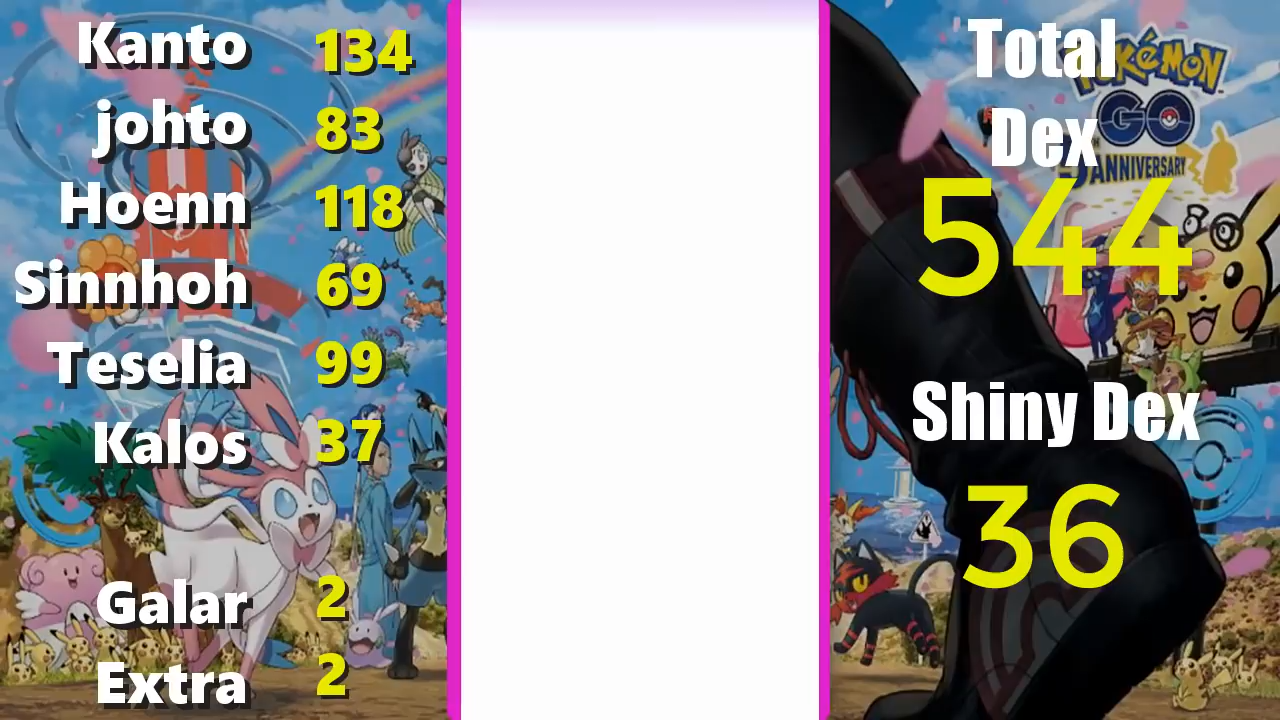 Kanto 134
johto 83
Hoenn 118
Sinnhoh 69
Teselia 99
Kalos 37
Galar 2
Extra 2
Total
Dex
544
Shiny Dex
36
POKÉMON
GO
ANNIVERSARY